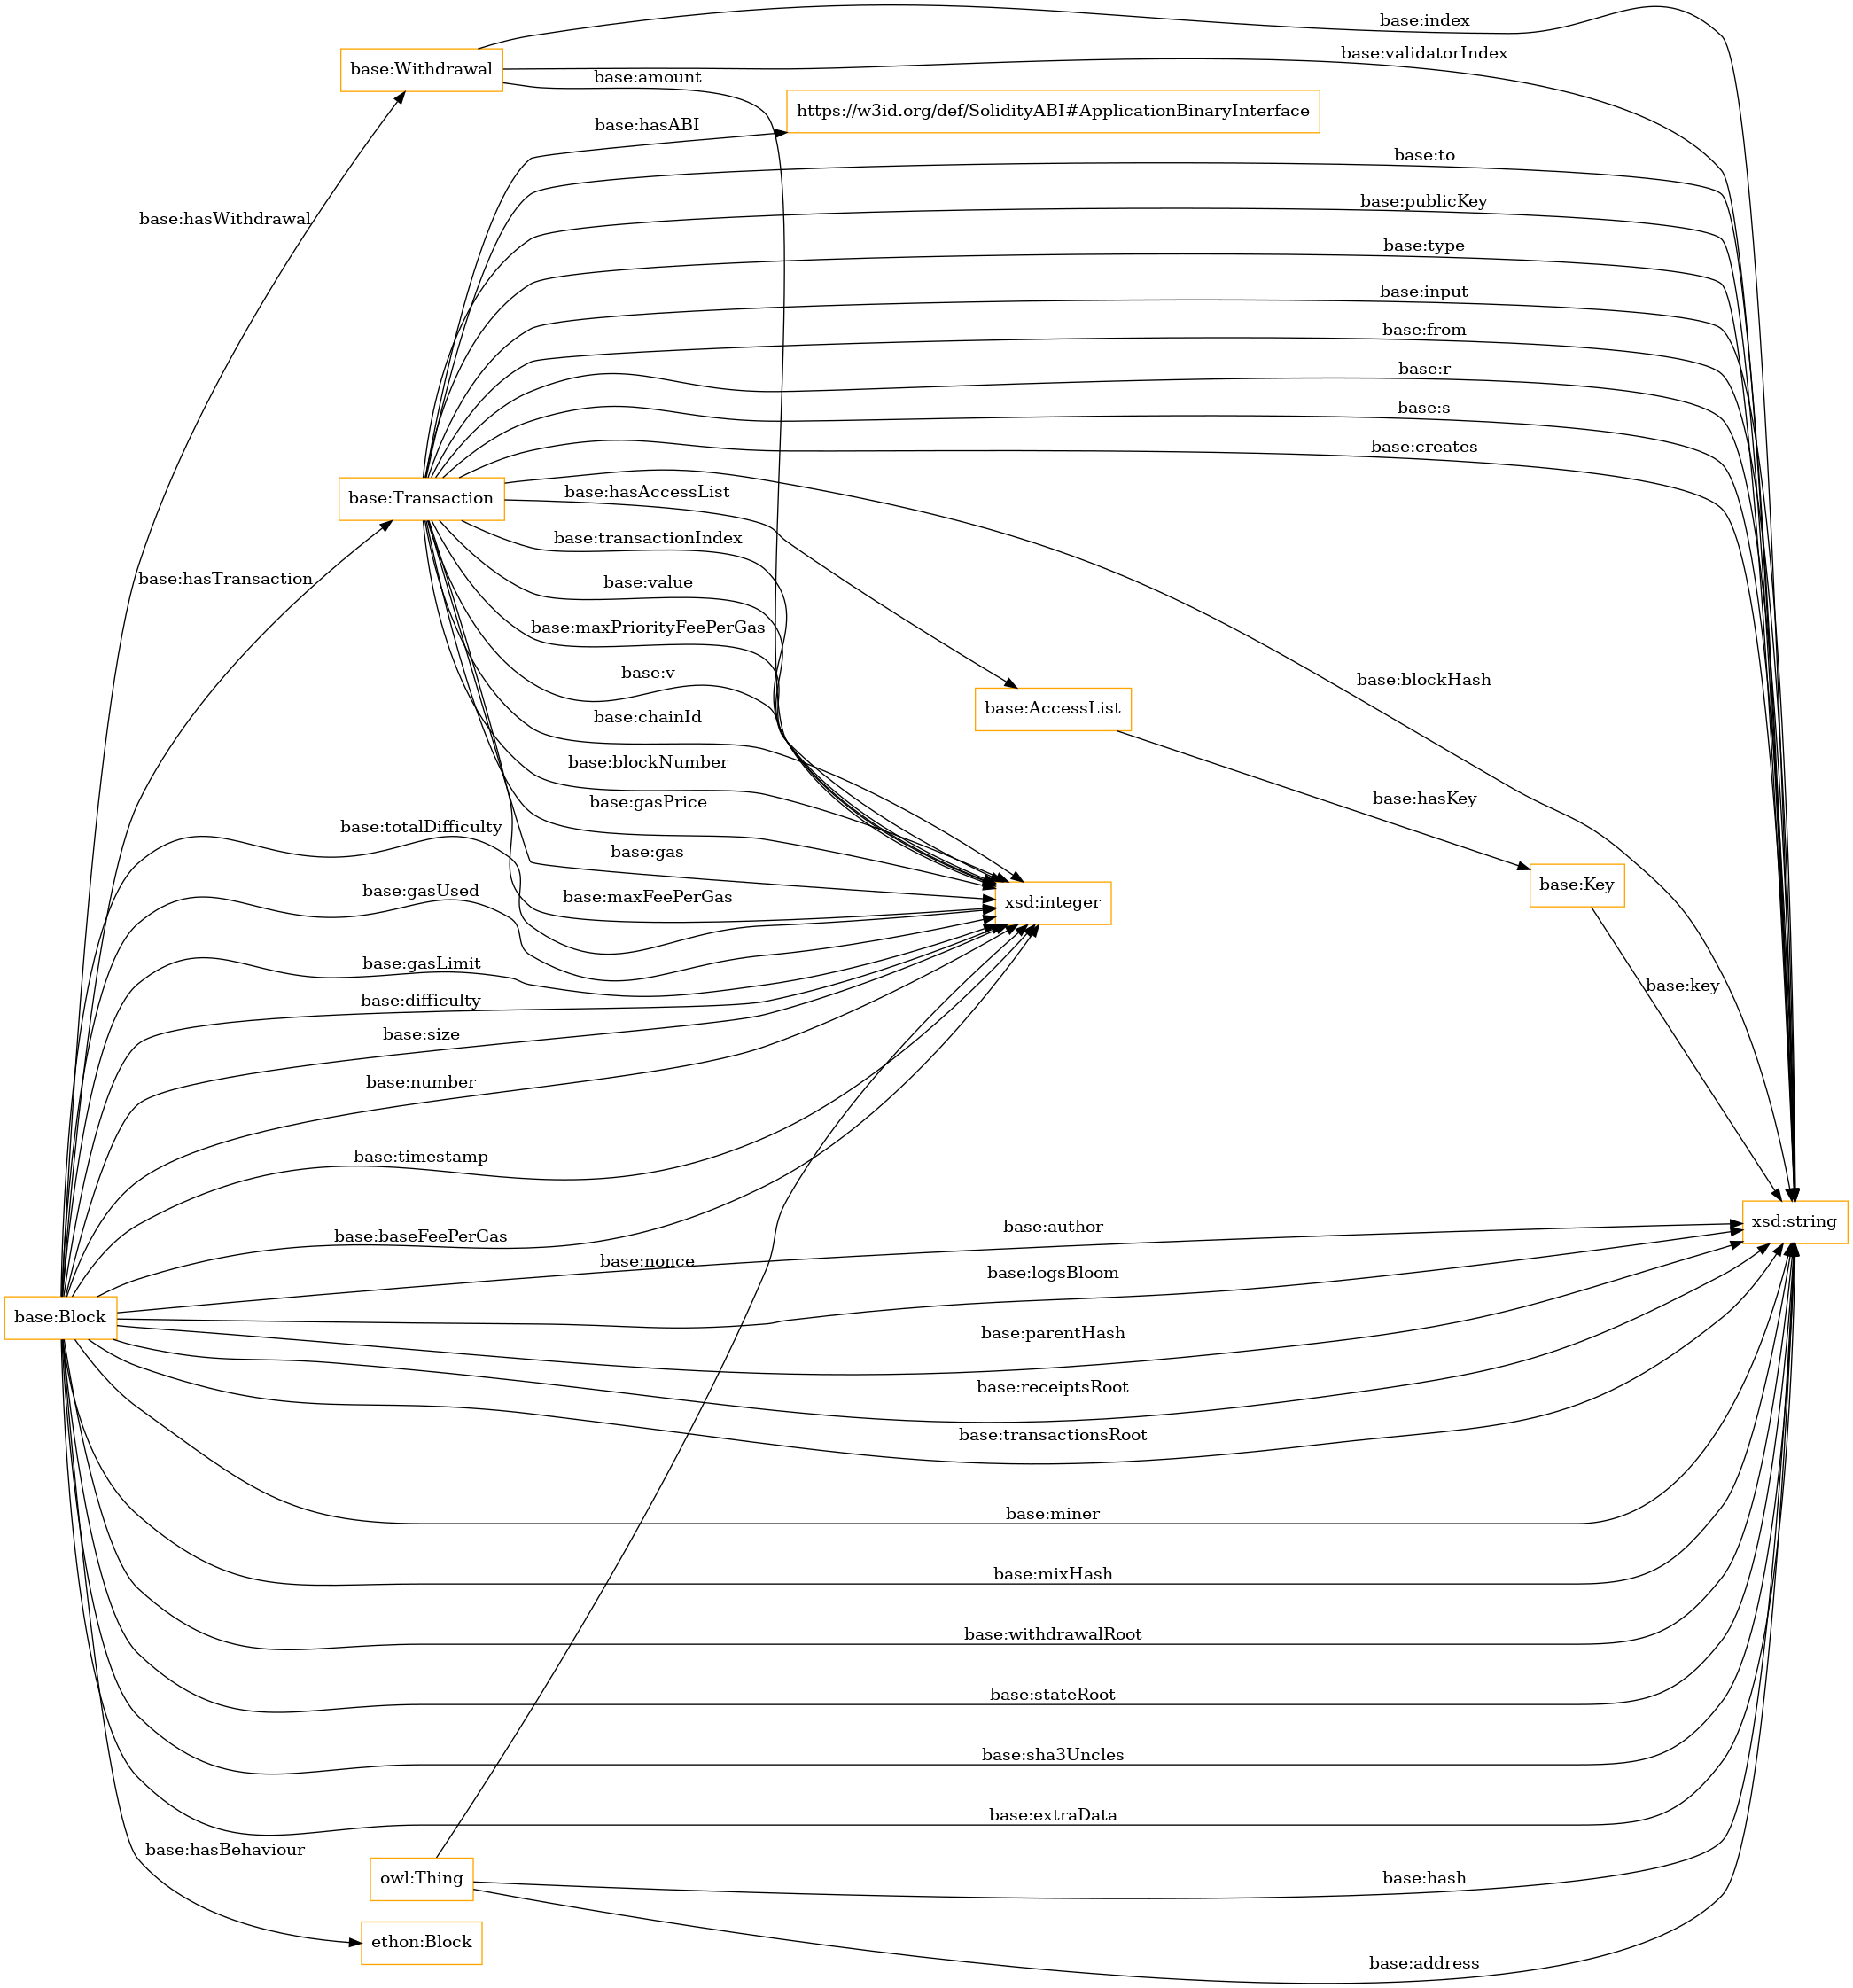 base:index
base:validatorIndex
base:Withdrawal
base:amount
https://w3id.org/def/SolidityABI#ApplicationBinaryInterface
base:hasABI
base:to
base:publicKey
base:hasWithdrawal
base:type
base:input
base:from
base:r
base:s
base:creates
base:Transaction
base:hasAccessList
base:transactionIndex
base:hasTransaction
base:value
base:maxPriorityFeePerGas
base:v
base:blockHash
base:AccessList
base:chainId
base:blockNumber
base:hasKey
base:gasPrice
base:totalDifficulty
base:gas
base:Key
base:gasUsed
base:maxFeePerGas
xsd:integer
base:gasLimit
base:key
base:difficulty
base:size
base:number
base:timestamp
xsd:string
base:author
base:baseFeePerGas
base:nonce
base:logsBloom
base:Block
base:parentHash
base:receiptsRoot
base:transactionsRoot
base:miner
base:mixHash
base:withdrawalRoot
base:stateRoot
base:sha3Uncles
base:extraData
base:hasBehaviour
owl:Thing
base:hash
ethon:Block
base:address